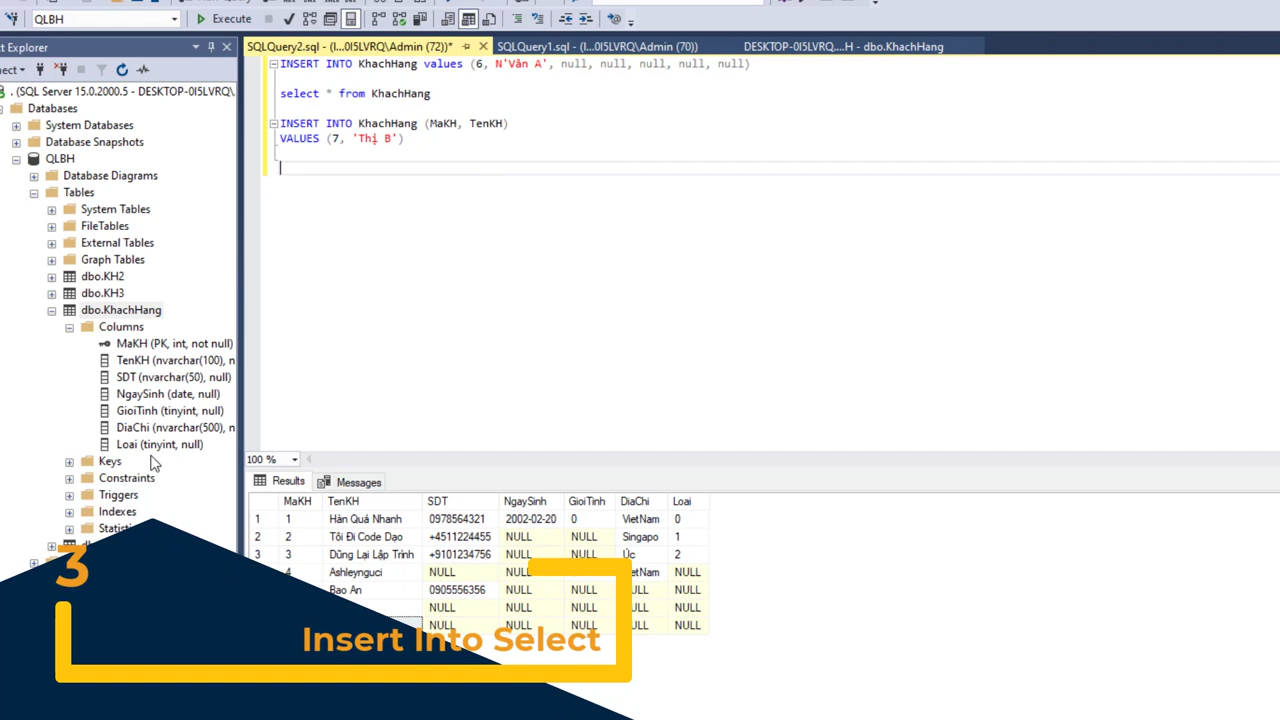 QLBH
Execute
Explorer
SQLQuery2.sql - (l...0I5LVRQ\Admin (72))*
SQLQuery1.sql - (l...0I5LVRQ\Admin (70))
DESKTOP-0I5LVRQ....H - dbo.KhachHang
. (SQL Server 15.0.2000.5 - DESKTOP-0I5LVRQ\
Databases
System Databases
Database Snapshots
QLBH
Database Diagrams
Tables
System Tables
FileTables
External Tables
Graph Tables
dbo.KH2
dbo.KH3
dbo.KhachHang
Columns
MaKH (PK, int, not null)
TenKH (nvarchar(100), n
SDT (nvarchar(50), null)
NgaySinh (date, null)
GioiTinh (tinyint, null)
DiaChi (nvarchar(500), n
Loai (tinyint, null)
Keys
Constraints
Triggers
Indexes
INSERT INTO KhachHang values (6, N'Văn A', null, null, null, null, null)
select * from KhachHang
INSERT INTO KhachHang (MaKH, TenKH)
VALUES (7, 'Thị B')
100 %
Results
Messages
MaKH TenKH SDT NgaySinh GioiTinh DiaChi Loai
1 1 Hàn Quá Nhanh 0978564321 2002-02-20 0 VietNam 0
2 2 Tôi Đi Code Dạo +4511224455 NULL NULL Singapo 1
3 3 Dũng Lại Lập Trình +9101234756 NULL NULL Úc 2
4 Ashleynguci NULL NULL NULL
Bao An 0905556356 NULL NULL NULL NULL
NULL NULL NULL NULL NULL
NULL NULL NULL NULL NULL
3
Insert Into Select